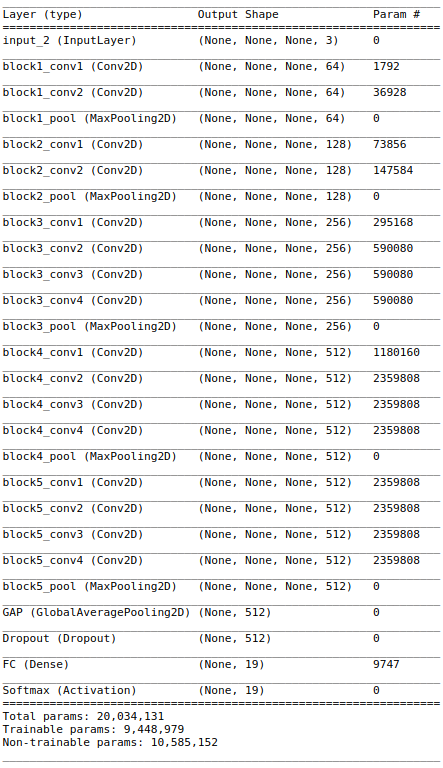 Layer (type) Output Shape Param #
input_2 (InputLayer) (None, None, None, 3) 0
block1_conv1 (Conv2D) (None, None, None, 64) 1792
block1_conv2 (Conv2D) (None, None, None, 64) 36928
block1_pool (MaxPooling2D) (None, None, None, 64) 0
block2_conv1 (Conv2D) (None, None, None, 128) 73856
block2_conv2 (Conv2D) (None, None, None, 128) 147584
block2_pool (MaxPooling2D) (None, None, None, 128) 0
block3_conv1 (Conv2D) (None, None, None, 256) 295168
block3_conv2 (Conv2D) (None, None, None, 256) 590080
block3_conv3 (Conv2D) (None, None, None, 256) 590080
block3_conv4 (Conv2D) (None, None, None, 256) 590080
block3_pool (MaxPooling2D) (None, None, None, 256) 0
block4_conv1 (Conv2D) (None, None, None, 512) 1180160
block4_conv2 (Conv2D) (None, None, None, 512) 2359808
block4_conv3 (Conv2D) (None, None, None, 512) 2359808
block4_conv4 (Conv2D) (None, None, None, 512) 2359808
block4_pool (MaxPooling2D) (None, None, None, 512) 0
block5_conv1 (Conv2D) (None, None, None, 512) 2359808
block5_conv2 (Conv2D) (None, None, None, 512) 2359808
block5_conv3 (Conv2D) (None, None, None, 512) 2359808
block5_conv4 (Conv2D) (None, None, None, 512) 2359808
block5_pool (MaxPooling2D) (None, None, None, 512) 0
GAP (GlobalAveragePooling2D) (None, 512) 0
Dropout (Dropout) (None, 512) 0
FC (Dense) (None, 19) 9747
Softmax (Activation) (None, 19) 0
Total params: 20,034,131
Trainable params: 9,448,979
Non-trainable params: 10,585,152